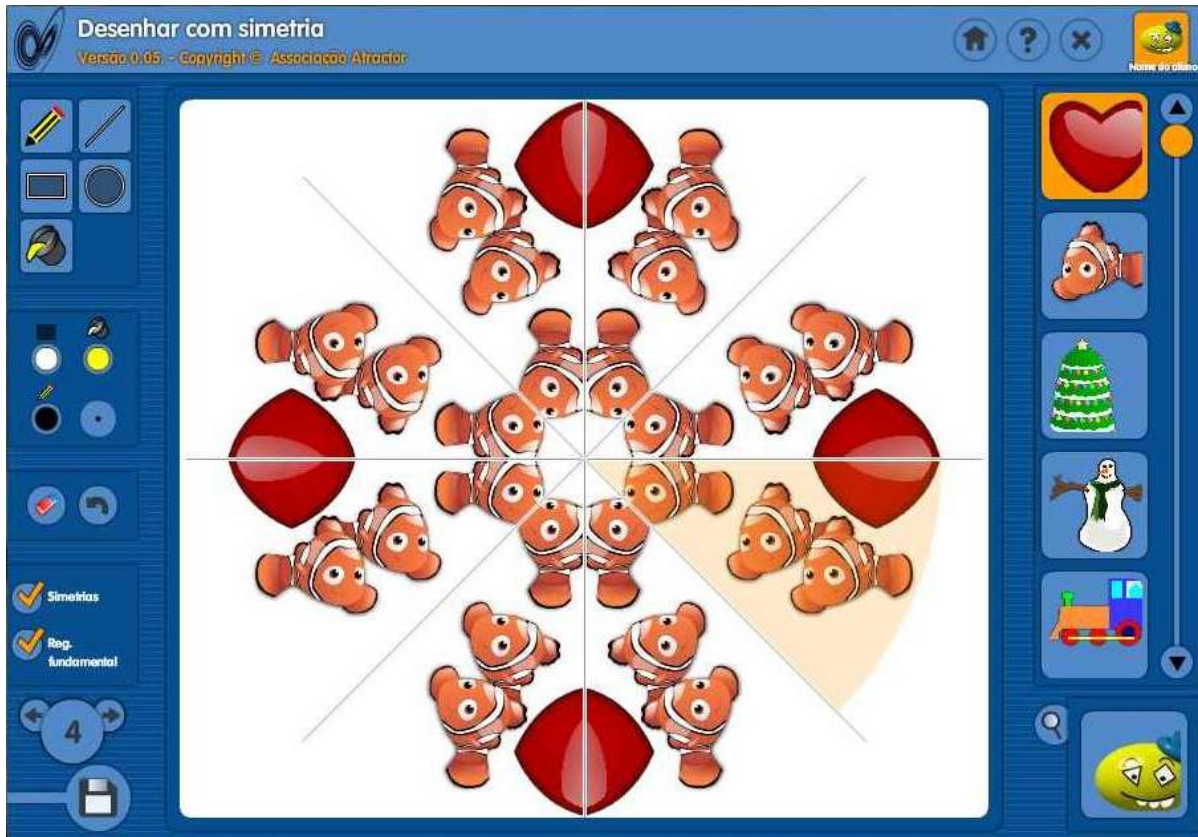 Desenhar com simetria
Versão 0.05 - Copyright © Associação Atractor
?
Nome do aluno
Simetrias
Reg.
fundamental
4